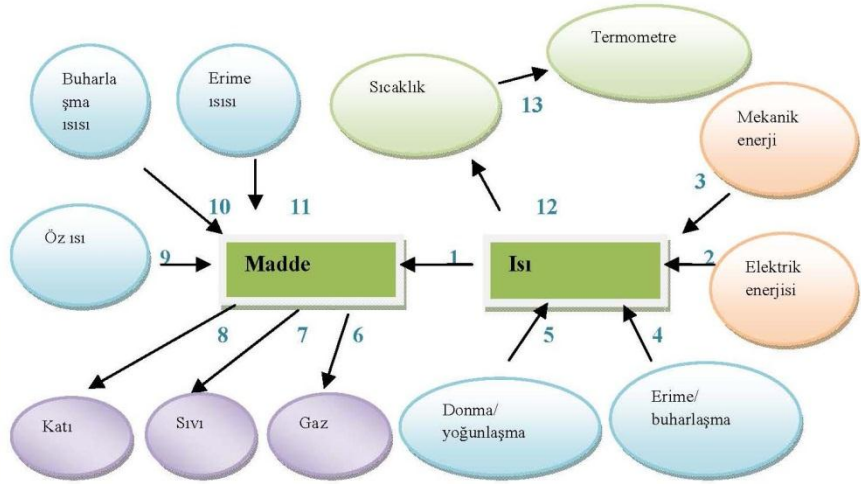 Termometre
Buharla
şma
ısısı
Erime
ısısı
Sıcaklık
13
Mekanik
enerji
3
10
11
12
Öz ısı
9
Madde
1
Isı
2
Elektrik
enerjisi
8
7
6
5
4
Katı
Sıvı
Gaz
Donma/
yoğunlaşma
Erime/
buharlaşma